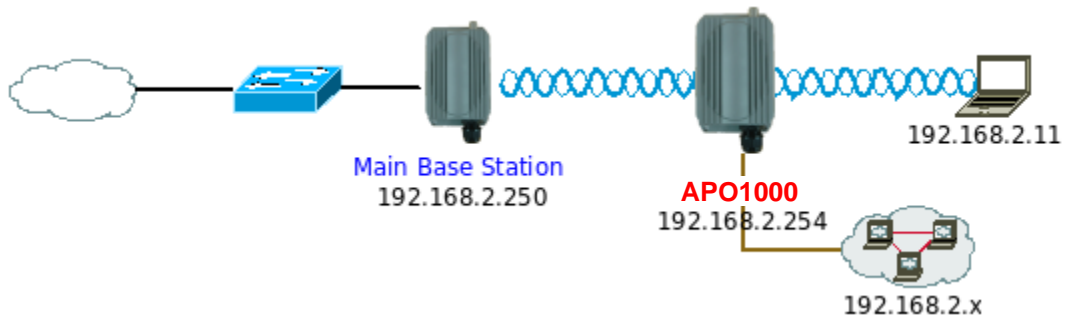 192.168.2.11
Main Base Station
192.168.2.250
APO1000
192.168.2.254
192.168.2.x